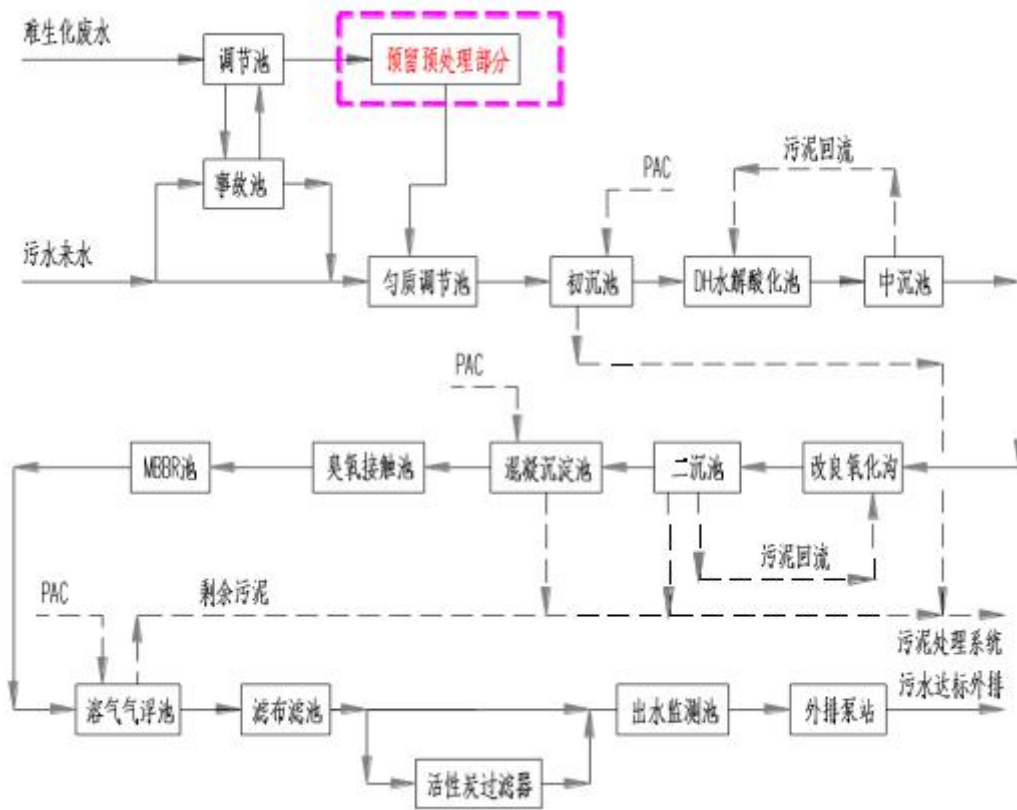 难生化废水
调节池
预留预处理部分
事故池
污水来水
匀质调节池
PAC
初沉池
污泥回流
DH水解酸化池
中沉池
PAC
MBBR池
臭氧接触池
混凝沉淀池
二沉池
改良氧化沟
污泥回流
PAC
剩余污泥
污泥处理系统
污水达标外排
溶气气浮池
滤布滤池
出水监测池
外排泵站
活性炭过滤器